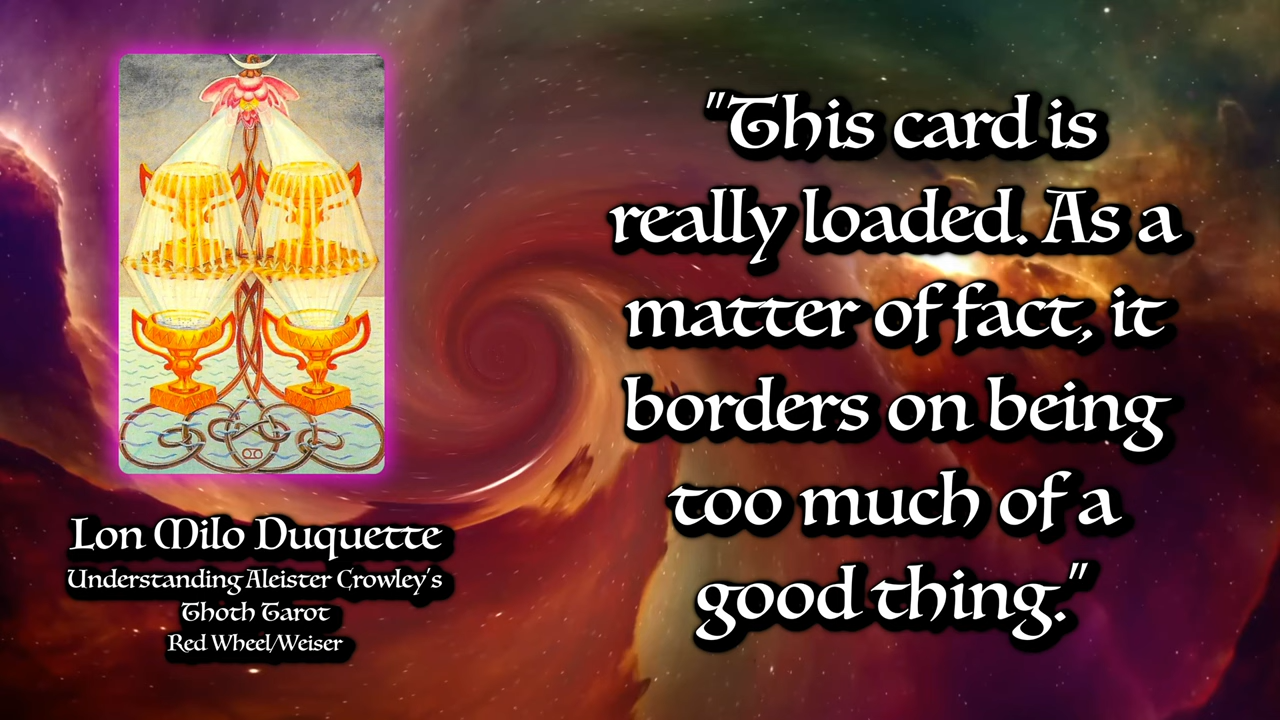 Lon Milo Duquette
Understanding Aleister Crowley's
Thoth Tarot
Red Wheel/Weiser
"This card is
really loaded. As a
matter of fact, it
borders on being
too much of a
good thing."